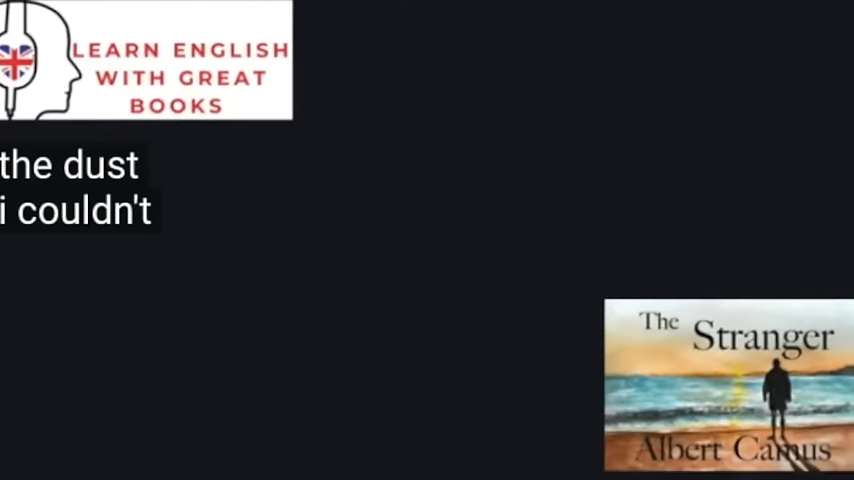 LEARN ENGLISH
WITH GREAT
BOOKS
the dust
i couldn't
The Stranger
Albert Camus